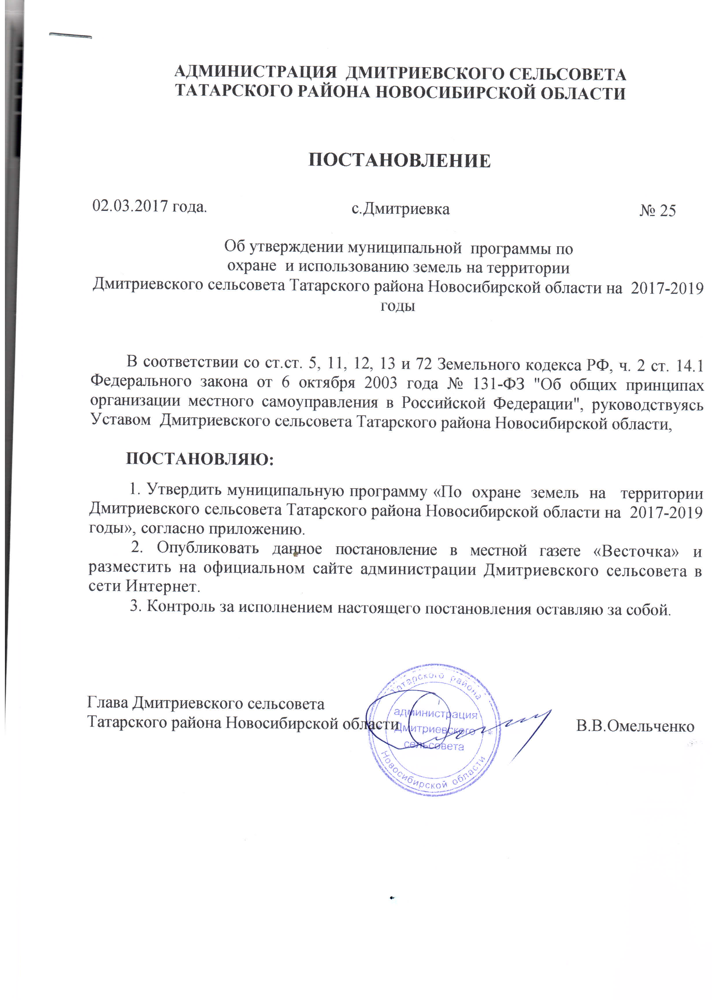 АДМИНИСТРАЦИЯ ДМИТРИЕВСКОГО СЕЛЬСОВЕТА
ТАТАРСКОГО РАЙОНА НОВОСИБИРСКОЙ ОБЛАСТИ
ПОСТАНОВЛЕНИЕ
02.03.2017 года. с.Дмитриевка № 25
Об утверждении муниципальной программы по
охране и использованию земель на территории
Дмитриевского сельсовета Татарского района Новосибирской области на 2017-2019
годы
В соответствии со ст.ст. 5, 11, 12, 13 и 72 Земельного кодекса РФ, ч. 2 ст. 14.1
Федерального закона от 6 октября 2003 года № 131-ФЗ "Об общих принципах
организации местного самоуправления в Российской Федерации", руководствуясь
Уставом Дмитриевского сельсовета Татарского района Новосибирской области,
ПОСТАНОВЛЯЮ:
1. Утвердить муниципальную программу «По охране земель на территории
Дмитриевского сельсовета Татарского района Новосибирской области на 2017-2019
годы», согласно приложению.
2. Опубликовать данное постановление в местной газете «Весточка» и
разместить на официальном сайте администрации Дмитриевского сельсовета в
сети Интернет.
3. Контроль за исполнением настоящего постановления оставляю за собой.
Глава Дмитриевского сельсовета
Татарского района Новосибирской области В.В.Омельченко
Татарского района
администрация
Дмитриевского
сельсовета
Новосибирской области